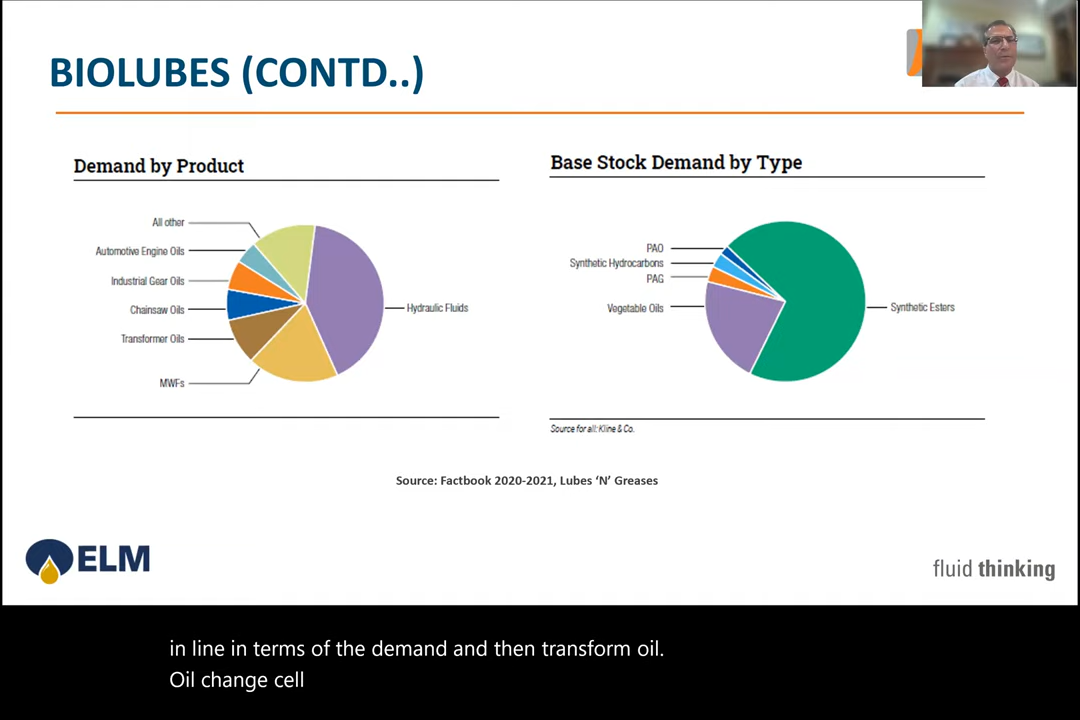 BIOLUBES (CONTD..)
Demand by Product
All other
Automotive Engine Oils
Industrial Gear Oils
Chainsaw Oils
Transformer Oils
MWFs
Hydraulic Fluids
Base Stock Demand by Type
PAO
Synthetic Hydrocarbons
PAG
Vegetable Oils
Synthetic Esters
Source for all: Kline & Co.
Source: Factbook 2020-2021, Lubes ‘N’ Greases
ELM
fluid thinking
in line in terms of the demand and then transform oil.
Oil change cell